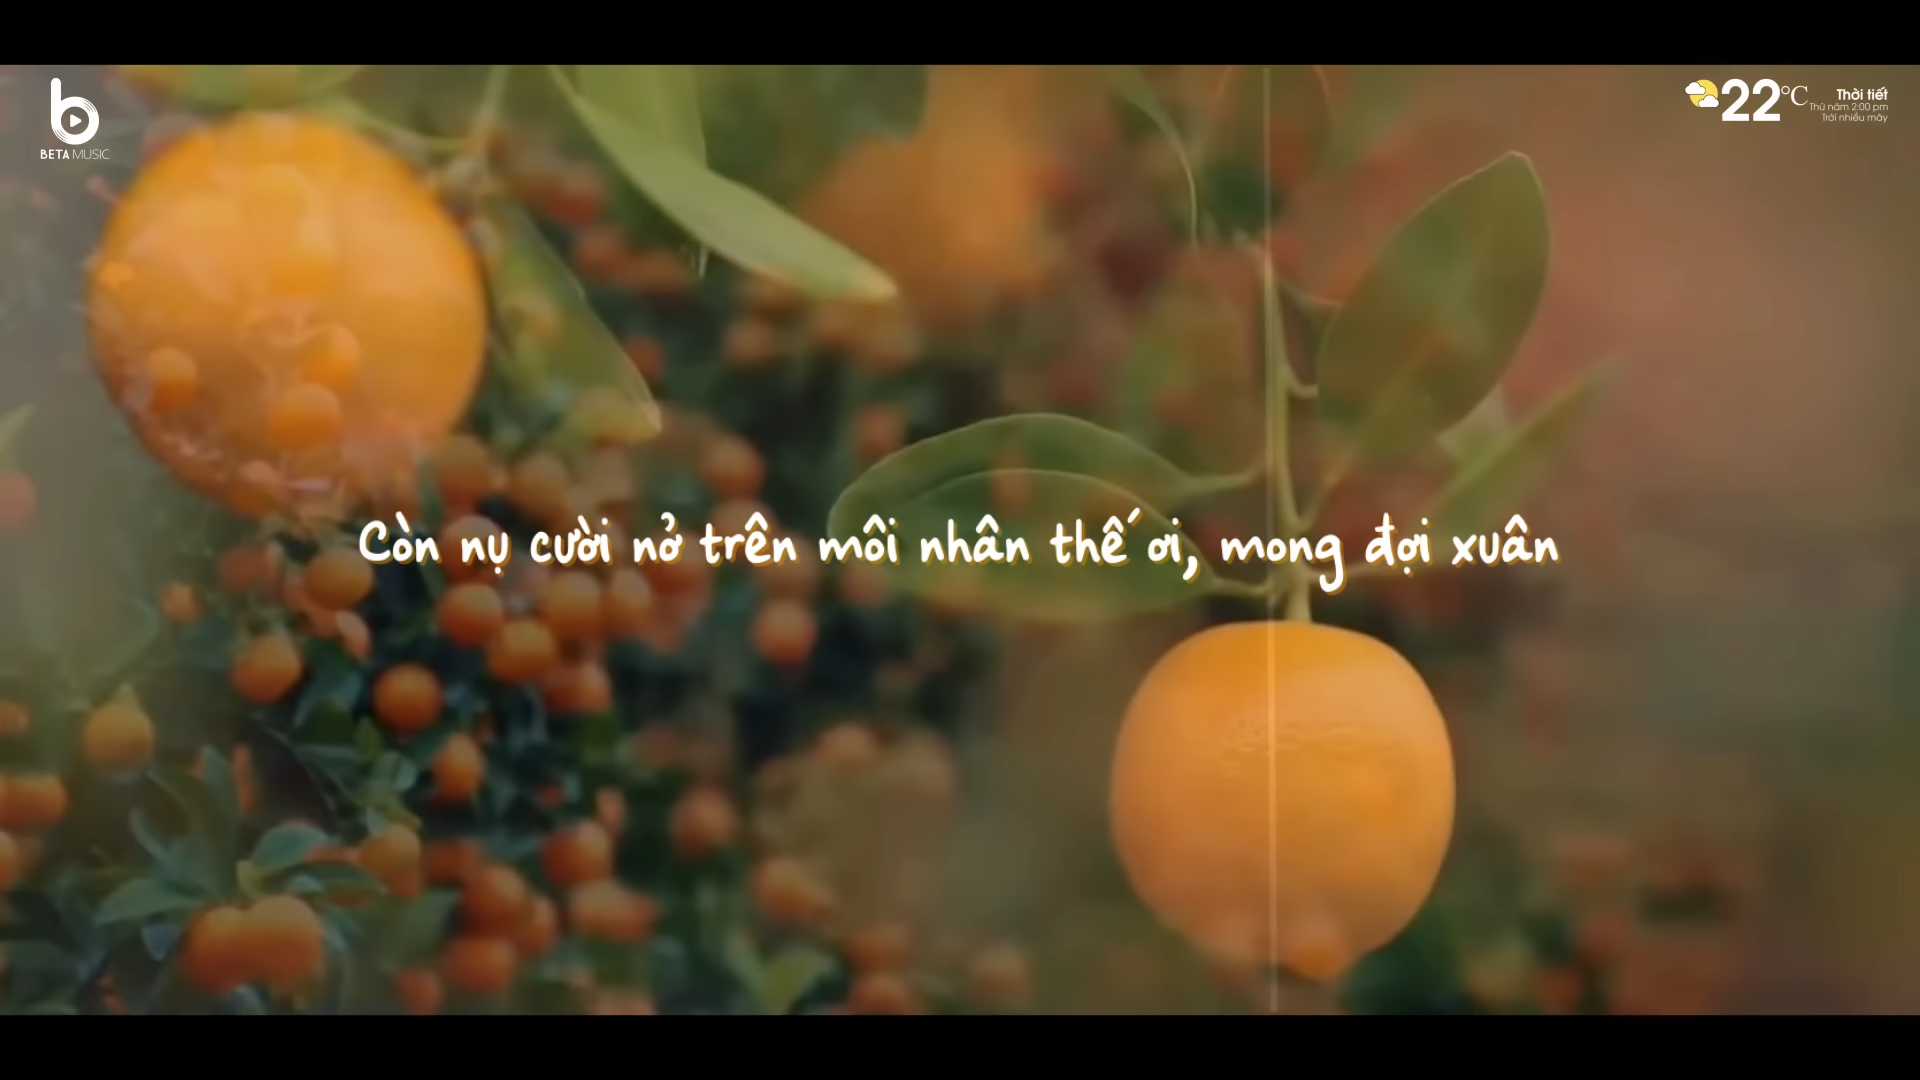 BETA MUSIC
22°C
Thời tiết
Thứ năm 2:00 pm
Trời nhiều mây
Còn nụ cười nở trên môi nhân thế ơi, mong đợi xuân